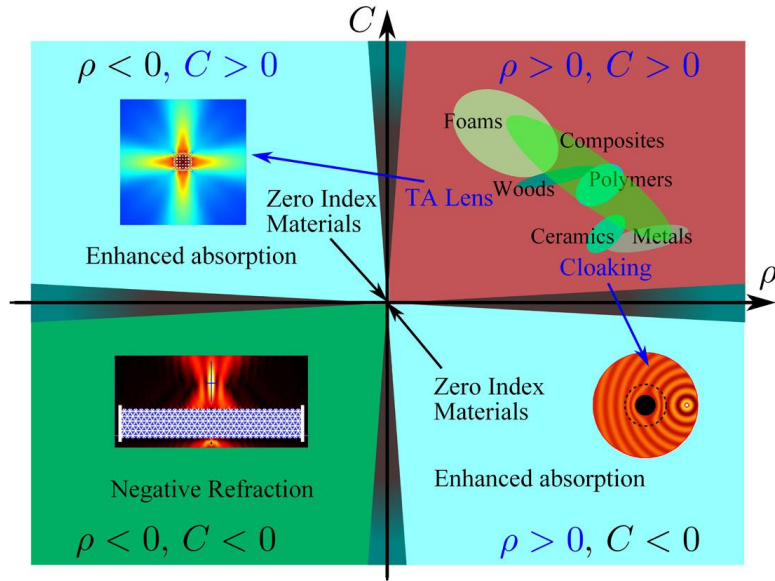 C
ρ < 0, C > 0
ρ > 0, C > 0
Foams
Composites
Woods
Polymers
TA Lens
Zero Index
Materials
Ceramics
Metals
Enhanced absorption
Cloaking
ρ
Zero Index
Materials
Negative Refraction
Enhanced absorption
ρ < 0, C < 0
ρ > 0, C < 0